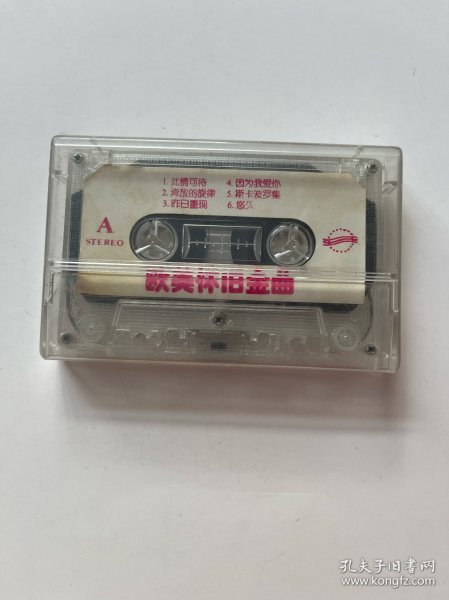 1. 此情可待
2. 奔放的旋律
3. 昨日重现
4. 因为我爱你
5. 斯卡波罗集
6. 悠久
A
STEREO
欧美怀旧金曲
孔夫子旧书网
www.kongfz.com